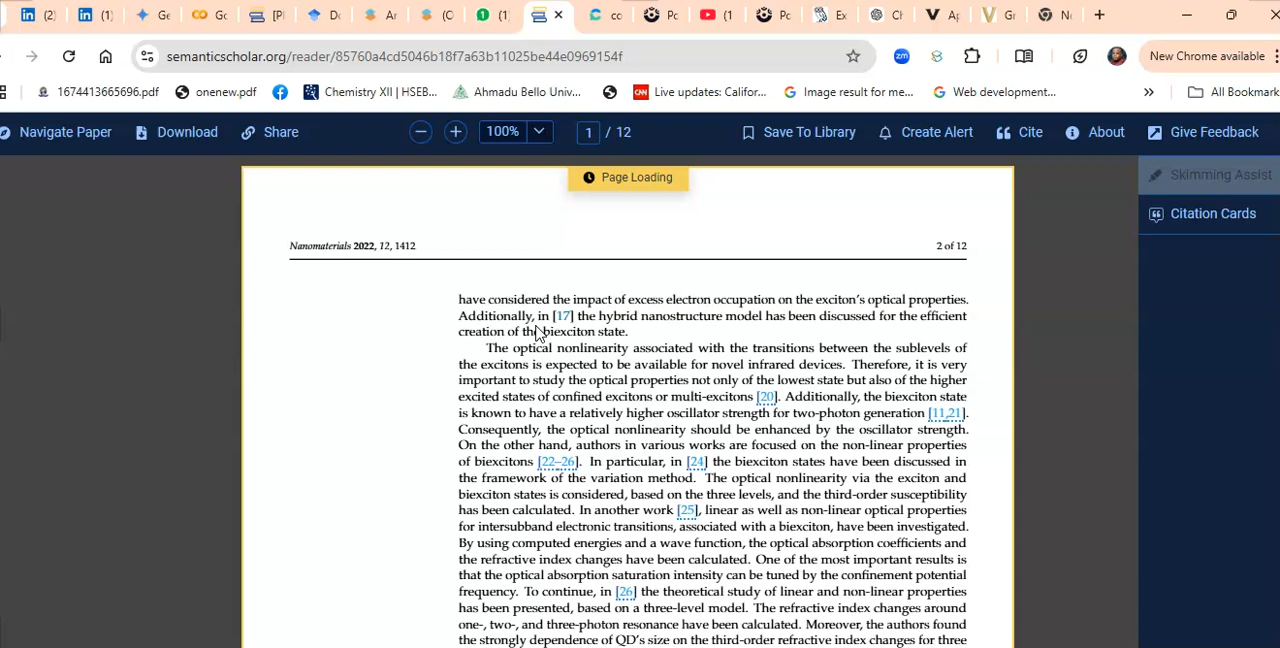 (2)
(1)
Ge
Go
[P
Do
Ar
(O
(1
cc
Pc
(1
Pc
Ex
Ch
Ap
Gr
Nc
semanticscholar.org/reader/85760a4cd5046b18f7a63b11025be44e0969154f
New Chrome available
1674413665696.pdf
onenew.pdf
Chemistry XII | HSEB...
Ahmadu Bello Univ...
Live updates: Califor...
Image result for me...
Web development...
»
All Bookmark
Navigate Paper
Download
Share
100%
1 / 12
Save To Library
Create Alert
Cite
About
Give Feedback
Page Loading
Skimming Assist
Citation Cards
Nanomaterials 2022, 12, 1412
2 of 12
have considered the impact of excess electron occupation on the exciton's optical properties.
Additionally, in [17] the hybrid nanostructure model has been discussed for the efficient
creation of the biexciton state.
The optical nonlinearity associated with the transitions between the sublevels of
the excitons is expected to be available for novel infrared devices. Therefore, it is very
important to study the optical properties not only of the lowest state but also of the higher
excited states of confined excitons or multi-excitons [20]. Additionally, the biexciton state
is known to have a relatively higher oscillator strength for two-photon generation [11,21].
Consequently, the optical nonlinearity should be enhanced by the oscillator strength.
On the other hand, authors in various works are focused on the non-linear properties
of biexcitons [22–26]. In particular, in [24] the biexciton states have been discussed in
the framework of the variation method. The optical nonlinearity via the exciton and
biexciton states is considered, based on the three levels, and the third-order susceptibility
has been calculated. In another work [25], linear as well as non-linear optical properties
for intersubband electronic transitions, associated with a biexciton, have been investigated.
By using computed energies and a wave function, the optical absorption coefficients and
the refractive index changes have been calculated. One of the most important results is
that the optical absorption saturation intensity can be tuned by the confinement potential
frequency. To continue, in [26] the theoretical study of linear and non-linear properties
has been presented, based on a three-level model. The refractive index changes around
one-, two-, and three-photon resonance have been calculated. Moreover, the authors found
the strongly dependence of QD's size on the third-order refractive index changes for three